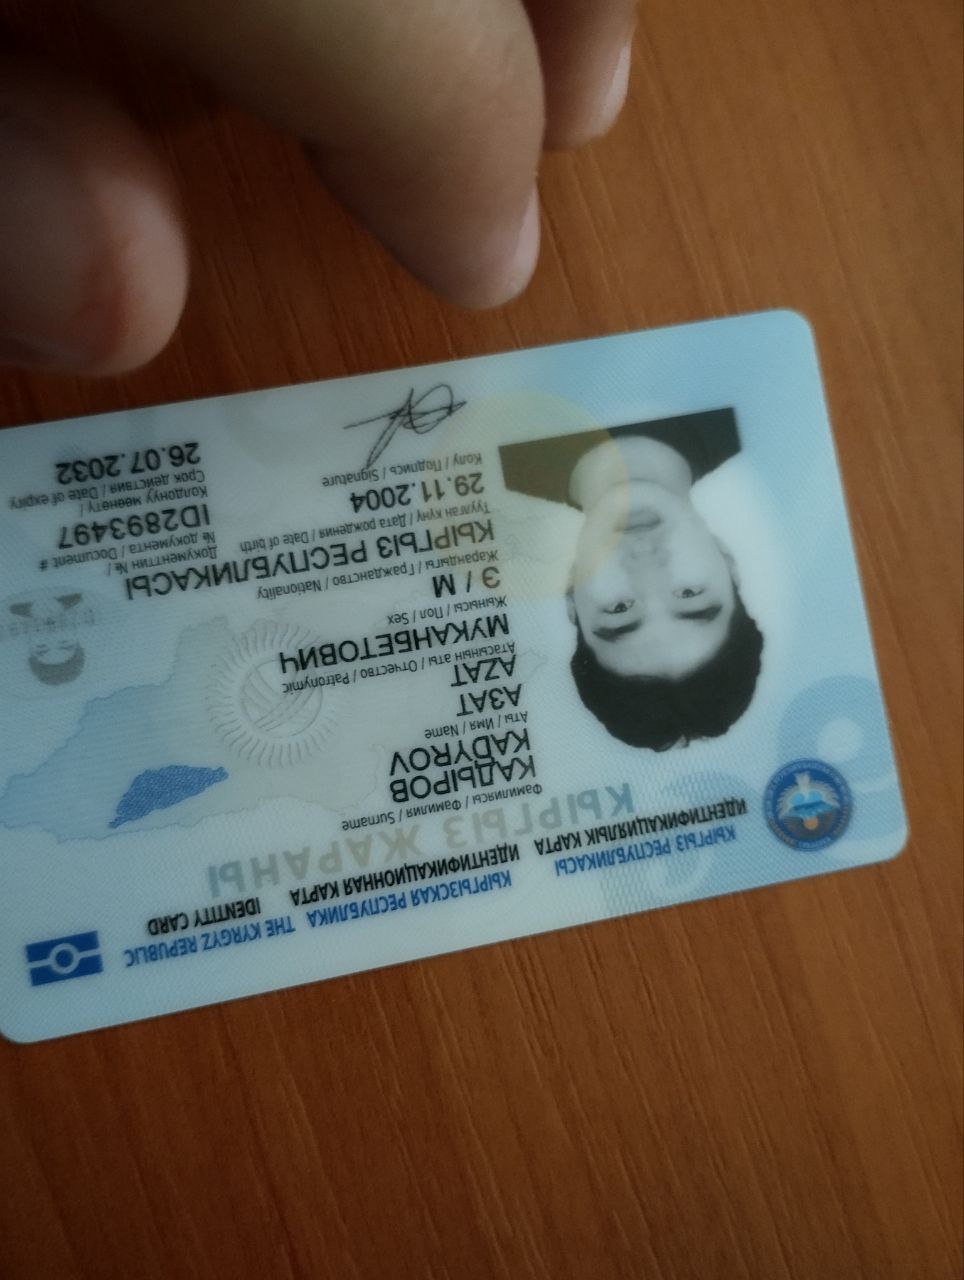 КЫРГЫЗ РЕСПУБЛИКАСЫ КЫРГЫЗСКАЯ РЕСПУБЛИКА THE KYRGYZ REPUBLIC
ИДЕНТИФИКАЦИЯЛЫК КАРТА ИДЕНТИФИКАЦИОННАЯ КАРТА IDENTITY CARD
КЫРГЫЗ ЖАРАНЫ
Фамилиясы / Фамилия / Surname
КАДЫРОВ
KADYROV
Аты / Имя / Name
АЗАТ
AZAT
Атасынын аты / Отчество / Patronymic
МУКАНБЕТОВИЧ
Жынысы / Пол / Sex
Э / М
Жарандыгы / Гражданство / Nationality
КЫРГЫЗ РЕСПУБЛИКАСЫ
Туулган күнү / Дата рождения / Date of birth
29.11.2004
Колу / Подпись / Signature
Документтин № /
№ документа / Document #
ID2893497
Колдонуу мөөнөтү /
Срок действия / Date of expiry
26.07.2032